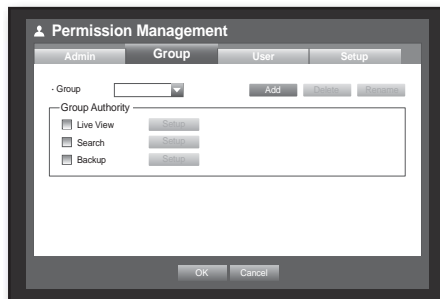 Permission Management
Admin Group User Setup
· Group Add Delete Rename
Group Authority
Live View Setup
Search Setup
Backup Setup
OK Cancel